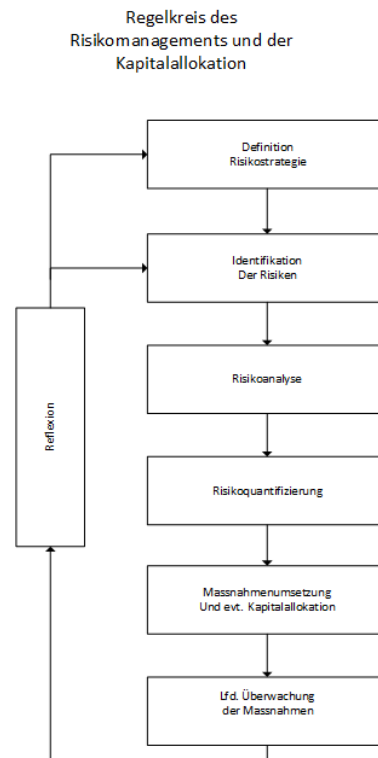 Regelkreis des
Risikomanagements und der
Kapitalallokation
Definition
Risikostrategie
Identifikation
Der Risiken
Risikoanalyse
Reflexion
Risikoquantifizierung
Massnahmenumsetzung
Und evt. Kapitalallokation
Lfd. Überwachung
der Massnahmen